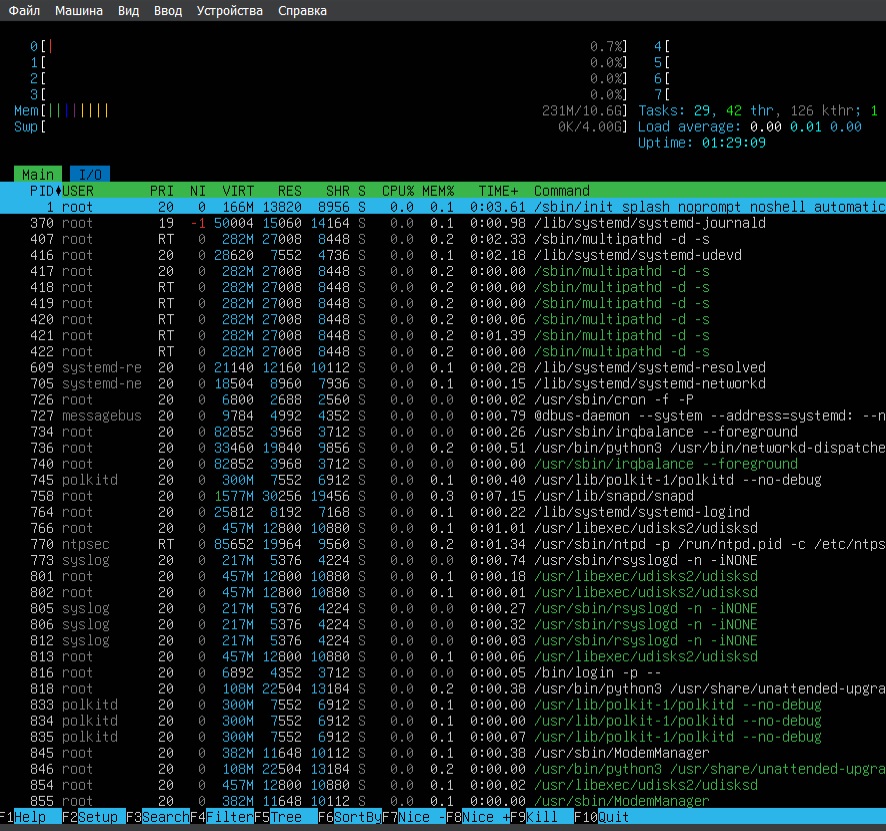 Файл Машина Вид Ввод Устройства Справка
0[| 0.7%] 4[
1[ 0.0%] 5[
2[ 0.0%] 6[
3[ 0.0%] 7[
Mem[||||||||| 231M/10.6G] Tasks: 29, 42 thr, 126 kthr; 1
Swp[ 0K/4.00G] Load average: 0.00 0.01 0.00
Uptime: 01:29:09
Main I/O
PID USER PRI NI VIRT RES SHR S CPU% MEM% TIME+ Command
1 root 20 0 166M 13820 8956 S 0.0 0.1 0:03.61 /sbin/init splash noprompt noshell automatic
370 root 19 -1 50004 15060 14164 S 0.0 0.1 0:00.98 /lib/systemd/systemd-journald
407 root RT 0 282M 27008 8448 S 0.0 0.2 0:02.33 /sbin/multipathd -d -s
416 root 20 0 28620 7552 4736 S 0.0 0.1 0:02.18 /lib/systemd/systemd-udevd
417 root 20 0 282M 27008 8448 S 0.0 0.2 0:00.00 /sbin/multipathd -d -s
418 root RT 0 282M 27008 8448 S 0.0 0.2 0:00.00 /sbin/multipathd -d -s
419 root RT 0 282M 27008 8448 S 0.0 0.2 0:00.00 /sbin/multipathd -d -s
420 root RT 0 282M 27008 8448 S 0.0 0.2 0:00.06 /sbin/multipathd -d -s
421 root RT 0 282M 27008 8448 S 0.0 0.2 0:01.39 /sbin/multipathd -d -s
422 root RT 0 282M 27008 8448 S 0.0 0.2 0:00.00 /sbin/multipathd -d -s
609 systemd-re 20 0 21140 12160 10112 S 0.0 0.1 0:00.28 /lib/systemd/systemd-resolved
705 systemd-ne 20 0 18504 8960 7936 S 0.0 0.1 0:00.15 /lib/systemd/systemd-networkd
726 root 20 0 6800 2688 2560 S 0.0 0.0 0:00.02 /usr/sbin/cron -f -P
727 messagebus 20 0 9784 4992 4352 S 0.0 0.0 0:00.79 @dbus-daemon --system --address=systemd: --n
734 root 20 0 82852 3968 3712 S 0.0 0.0 0:00.26 /usr/sbin/irqbalance --foreground
736 root 20 0 33460 19840 9856 S 0.0 0.2 0:00.51 /usr/bin/python3 /usr/bin/networkd-dispatche
740 root 20 0 82852 3968 3712 S 0.0 0.0 0:00.00 /usr/sbin/irqbalance --foreground
745 polkitd 20 0 300M 7552 6912 S 0.0 0.1 0:00.40 /usr/lib/polkit-1/polkitd --no-debug
758 root 20 0 1577M 30256 19456 S 0.0 0.3 0:07.15 /usr/lib/snapd/snapd
764 root 20 0 25812 8192 7168 S 0.0 0.1 0:00.22 /lib/systemd/systemd-logind
766 root 20 0 457M 12800 10880 S 0.0 0.1 0:01.01 /usr/libexec/udisks2/udisksd
770 ntpsec RT 0 85652 19964 9560 S 0.0 0.2 0:01.34 /usr/sbin/ntpd -p /run/ntpd.pid -c /etc/ntps
773 syslog 20 0 217M 5376 4224 S 0.0 0.0 0:00.74 /usr/sbin/rsyslogd -n -iNONE
801 root 20 0 457M 12800 10880 S 0.0 0.1 0:00.18 /usr/libexec/udisks2/udisksd
802 root 20 0 457M 12800 10880 S 0.0 0.1 0:00.01 /usr/libexec/udisks2/udisksd
805 syslog 20 0 217M 5376 4224 S 0.0 0.0 0:00.27 /usr/sbin/rsyslogd -n -iNONE
806 syslog 20 0 217M 5376 4224 S 0.0 0.0 0:00.32 /usr/sbin/rsyslogd -n -iNONE
812 syslog 20 0 217M 5376 4224 S 0.0 0.0 0:00.03 /usr/sbin/rsyslogd -n -iNONE
813 root 20 0 457M 12800 10880 S 0.0 0.1 0:00.06 /usr/libexec/udisks2/udisksd
816 root 20 0 6892 4352 3712 S 0.0 0.0 0:00.05 /bin/login -p --
818 root 20 0 108M 22504 13184 S 0.0 0.2 0:00.38 /usr/bin/python3 /usr/share/unattended-upgra
833 polkitd 20 0 300M 7552 6912 S 0.0 0.1 0:00.00 /usr/lib/polkit-1/polkitd --no-debug
834 polkitd 20 0 300M 7552 6912 S 0.0 0.1 0:00.00 /usr/lib/polkit-1/polkitd --no-debug
835 polkitd 20 0 300M 7552 6912 S 0.0 0.1 0:00.07 /usr/lib/polkit-1/polkitd --no-debug
845 root 20 0 382M 11648 10112 S 0.0 0.1 0:00.38 /usr/sbin/ModemManager
846 root 20 0 108M 22504 13184 S 0.0 0.2 0:00.00 /usr/bin/python3 /usr/share/unattended-upgra
854 root 20 0 457M 12800 10880 S 0.0 0.1 0:00.02 /usr/libexec/udisks2/udisksd
855 root 20 0 382M 11648 10112 S 0.0 0.1 0:00.00 /usr/sbin/ModemManager
F1Help F2Setup F3SearchF4FilterF5Tree F6SortByF7Nice -F8Nice +F9Kill F10Quit